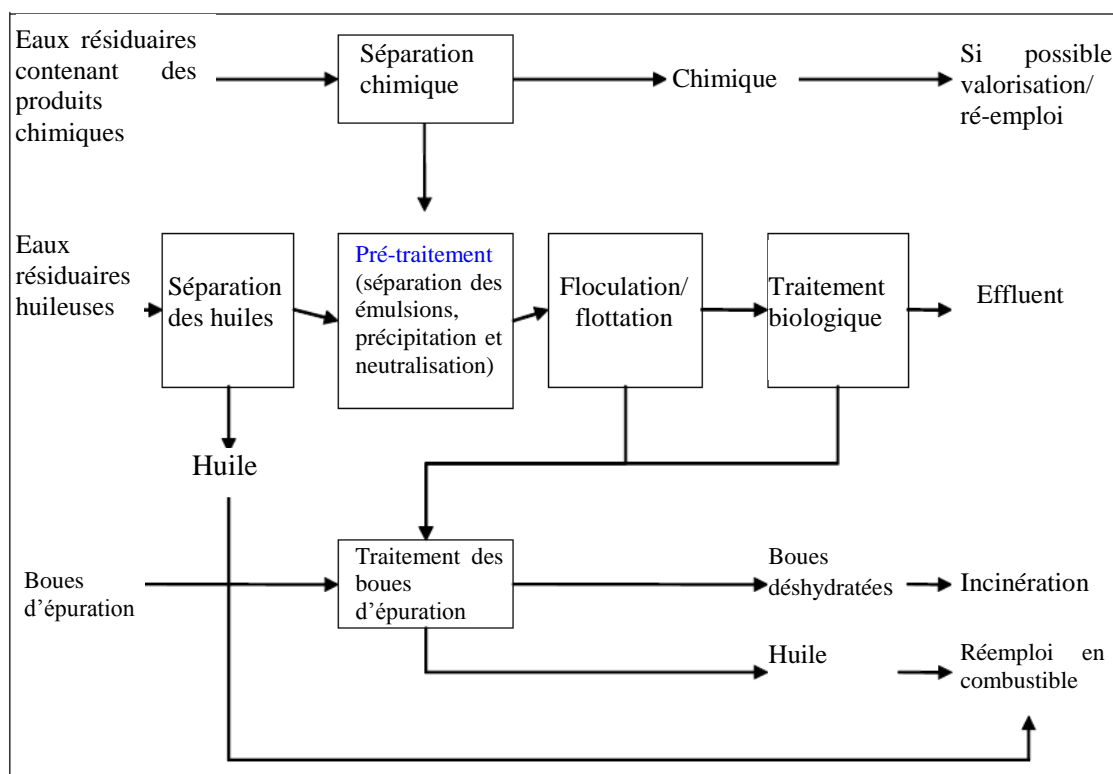 Eaux résiduaires
contenant des
produits
chimiques
Séparation
chimique
Chimique
Si possible
valorisation/
ré-emploi
Eaux
résiduaires
huileuses
Séparation
des huiles
Pré-traitement
(séparation des
émulsions,
précipitation et
neutralisation)
Floculation/
flottation
Traitement
biologique
Effluent
Huile
Boues
d’épuration
Traitement des
boues
d’épuration
Boues
déshydratées
Incinération
Huile
Réemploi en
combustible